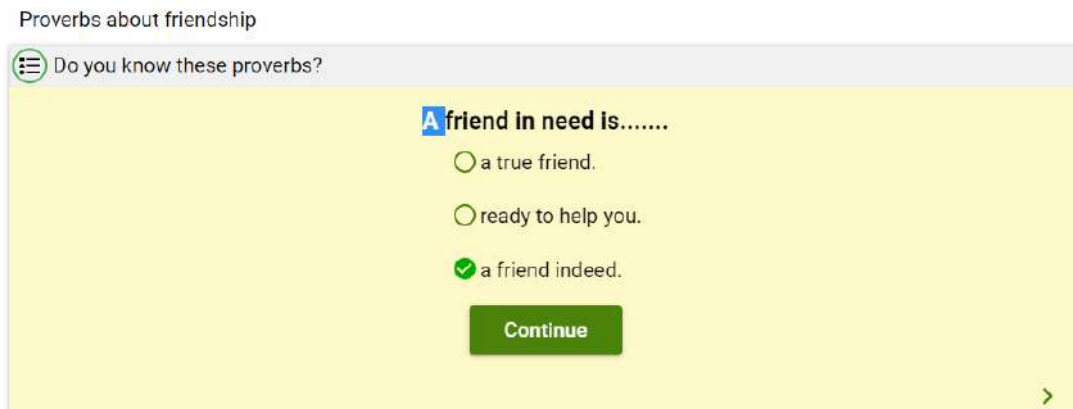 Proverbs about friendship
Do you know these proverbs?
A friend in need is.......
a true friend.
ready to help you.
a friend indeed.
Continue